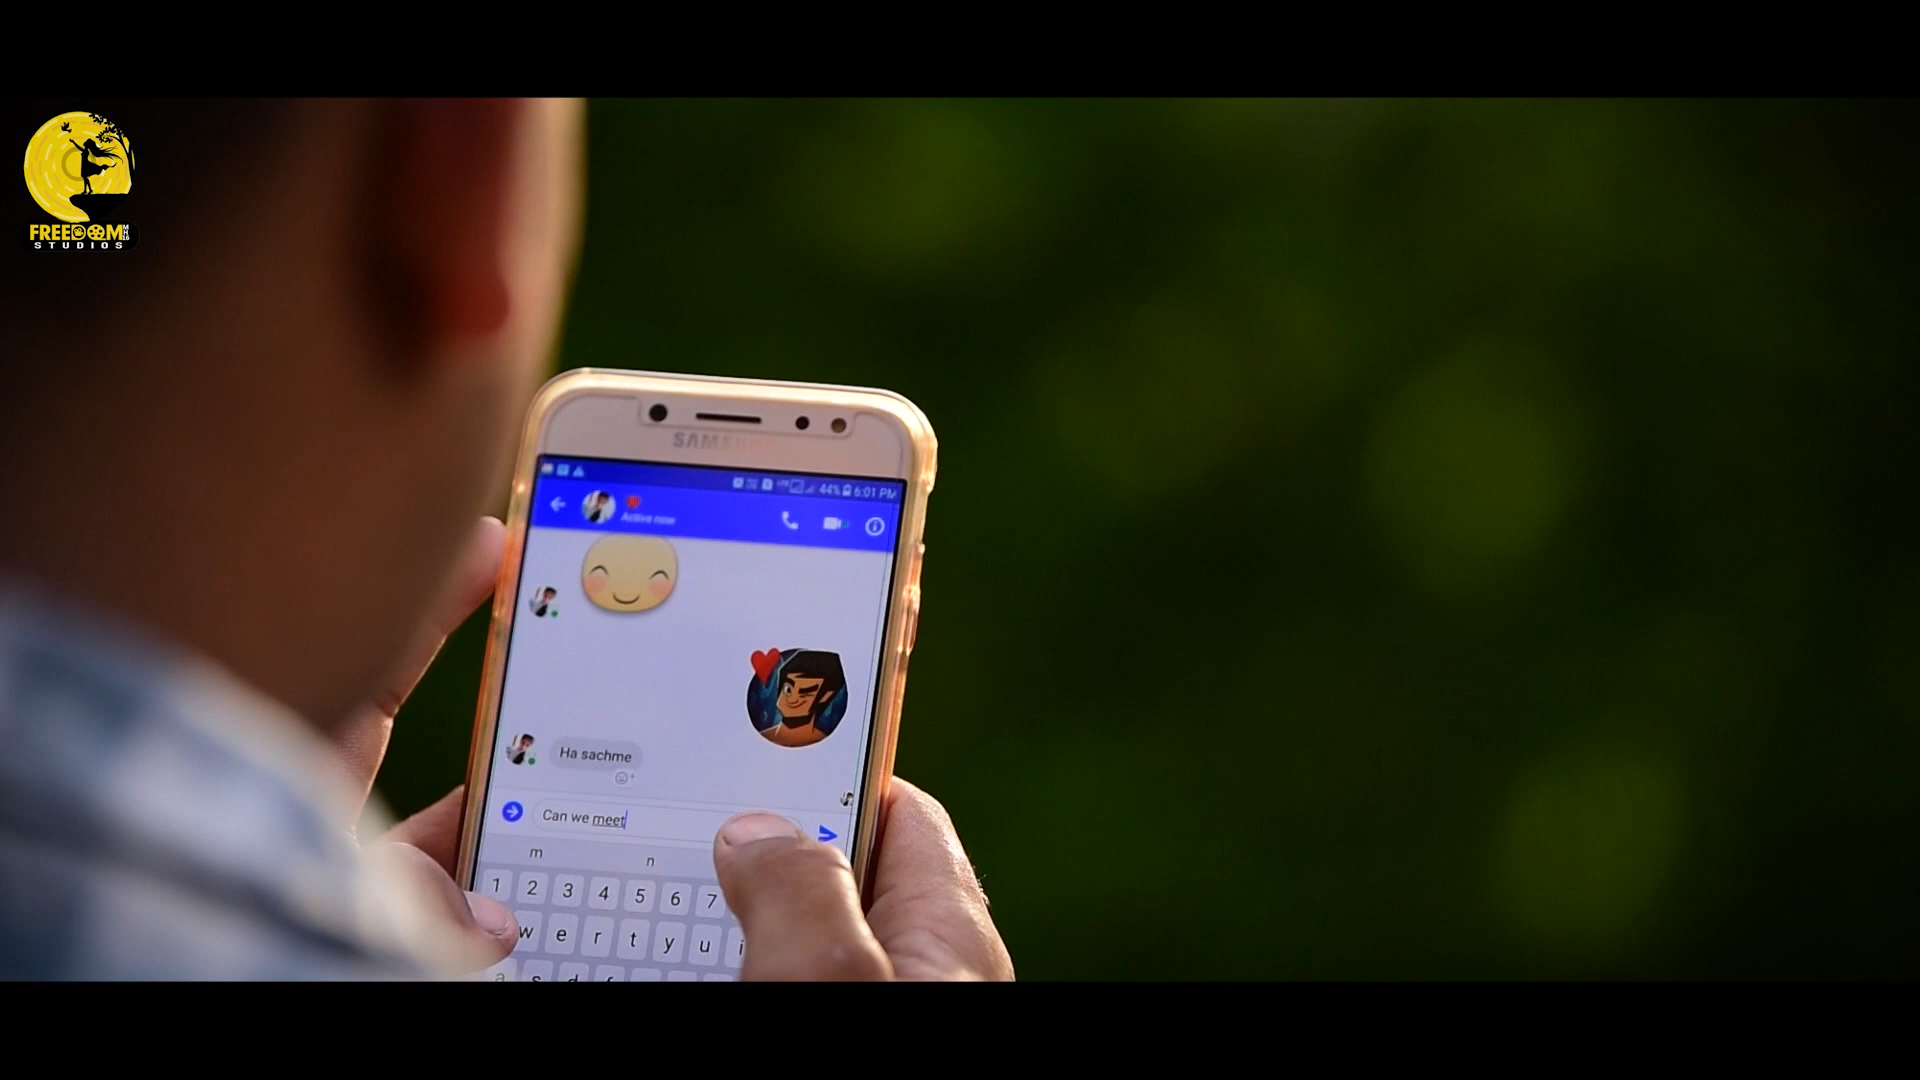 FREEDOM
STUDIOS
SAMSUNG
44% 6:01 PM
Active now
Ha sachme
Can we meet
m n
1 2 3 4 5 6 7
w e r t y u i
a s d f